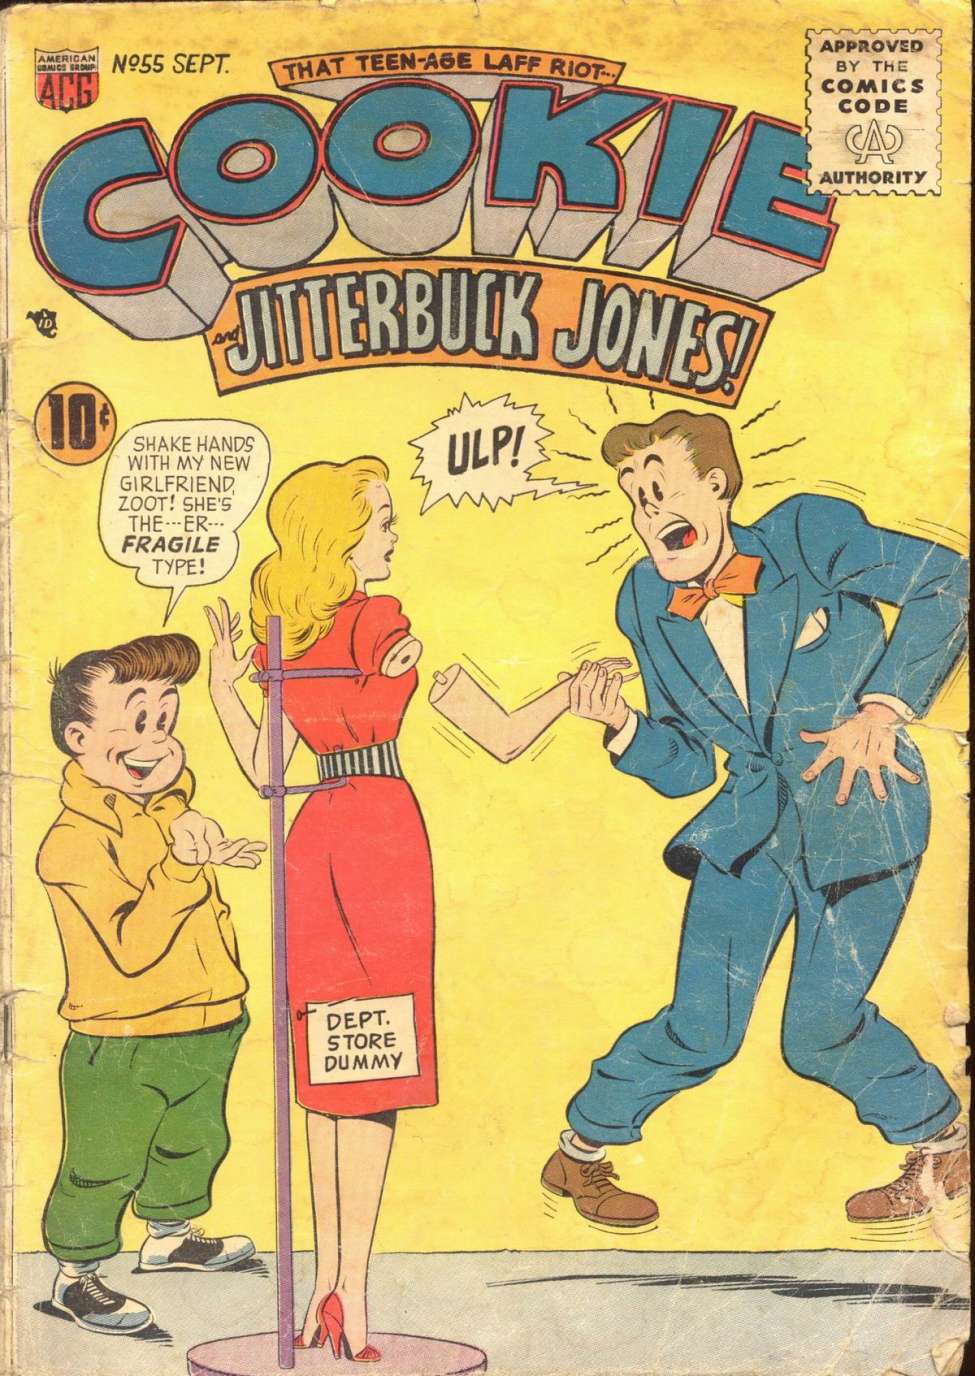 AMERICAN
COMICS GROUP
ACG
No55 SEPT.
THAT TEEN-AGE LAFF RIOT...
COOKIE
and JITTERBUCK JONES!
APPROVED
BY THE
COMICS
CODE
CA
AUTHORITY
ID
10¢
SHAKE HANDS
WITH MY NEW
GIRLFRIEND,
ZOOT! SHE'S
THE---ER---
FRAGILE
TYPE!
ULP!
DEPT.
STORE
DUMMY